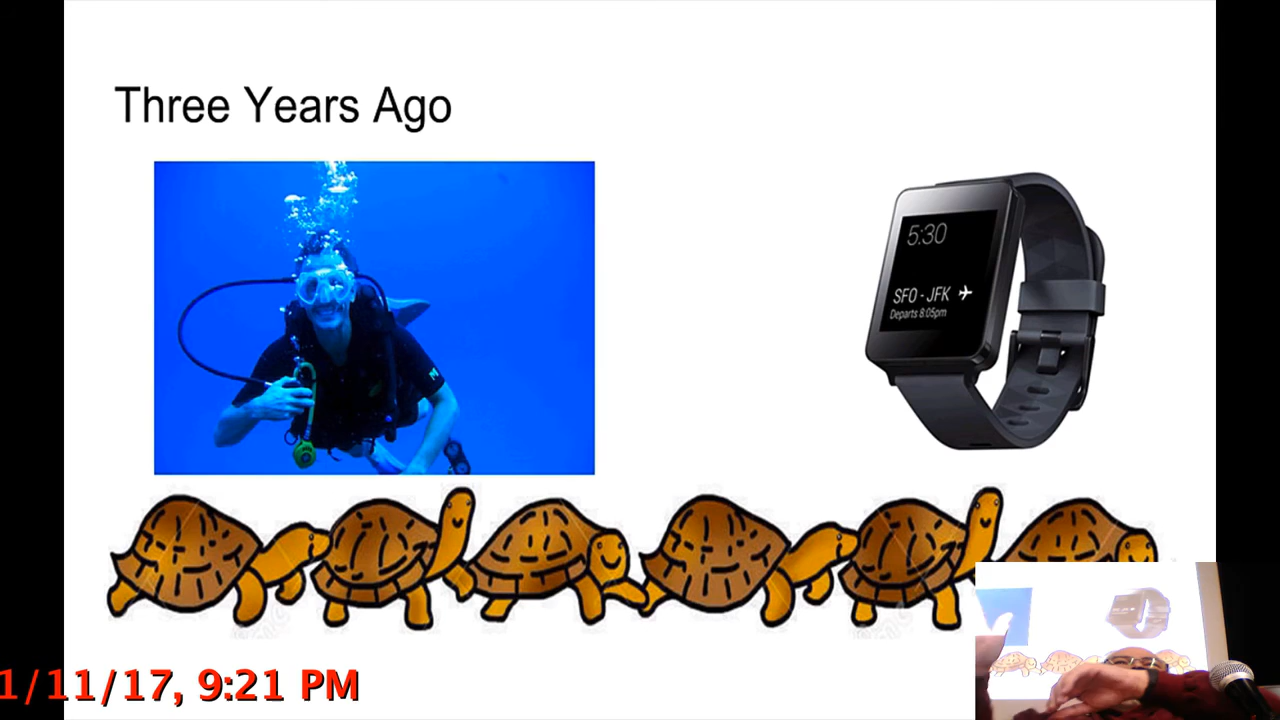 Three Years Ago
5:30
SFO - JFK
Departs 8:05pm
1/11/17, 9:21 PM